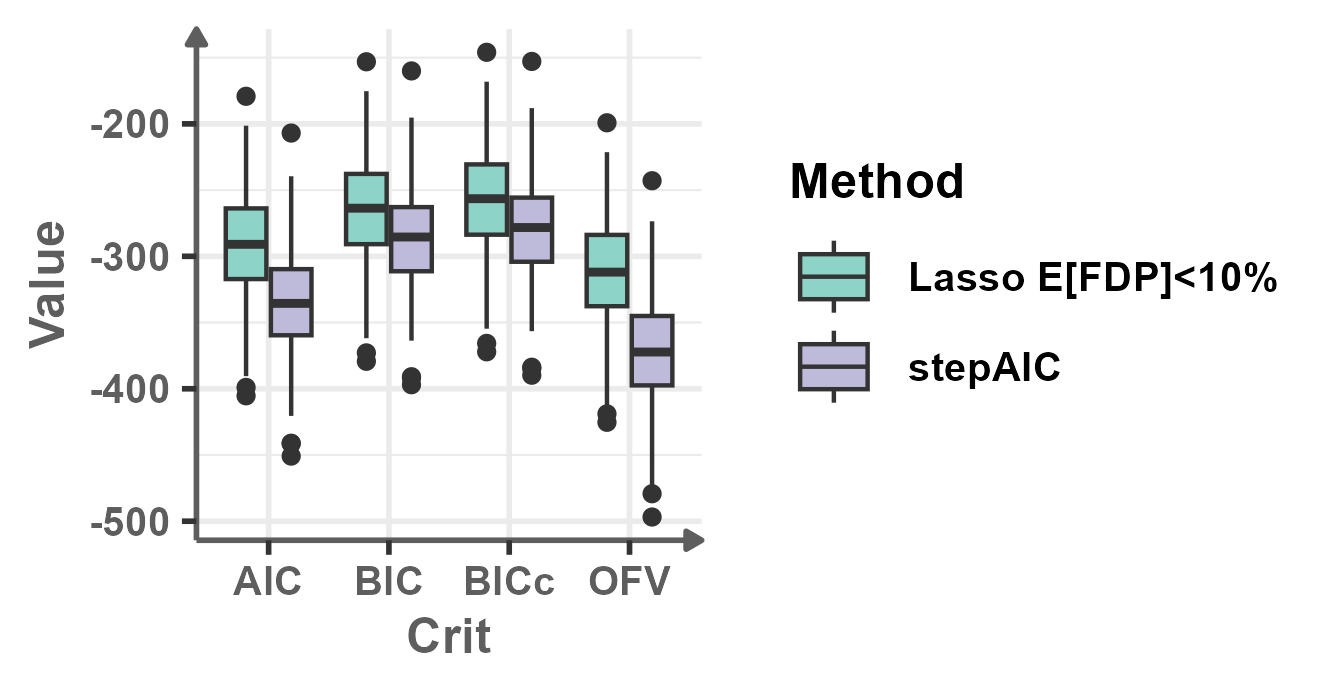 Value
-200
-300
-400
-500
AIC BIC BICc OFV
Crit
Method
Lasso E[FDP]<10%
stepAIC